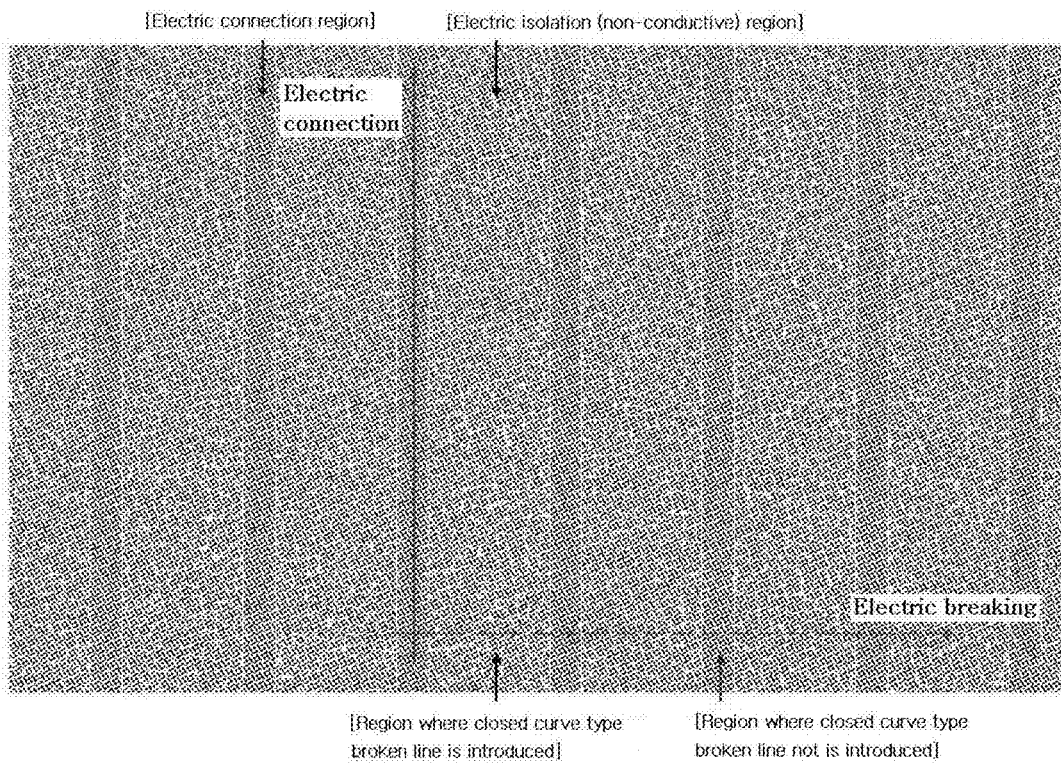 [Electric connection region]
[Electric isolation (non-conductive) region]
Electric
connection
Electric breaking
[Region where closed curve type
broken line is introduced]
[Region where closed curve type
broken line not is introduced]